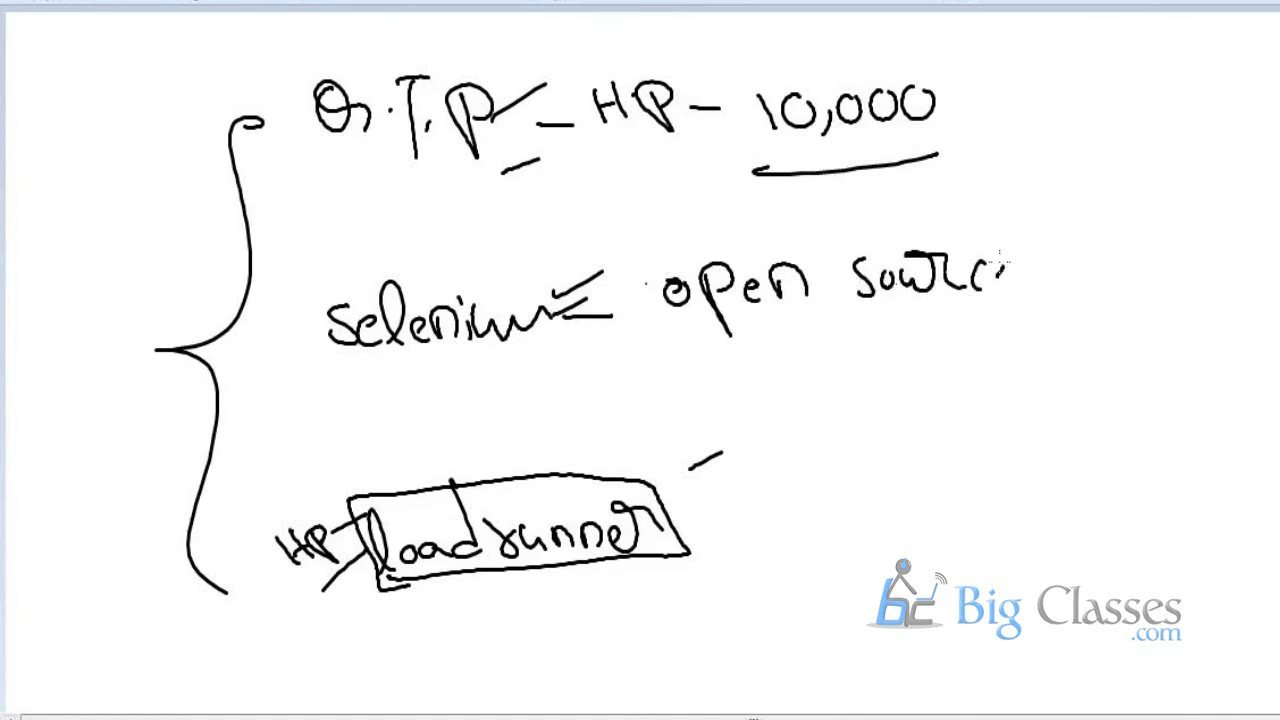 Q.T.P - HP - 10,000
selenium = open sourc
HP loadrunner
Big Classes
.com